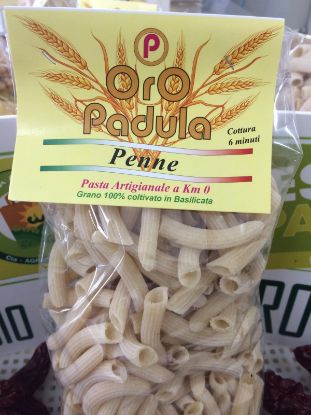 P
OrO
Padula
Cottura
6 minuti
Penne
Pasta Artigianale a Km 0
Grano 100% coltivato in Basilicata